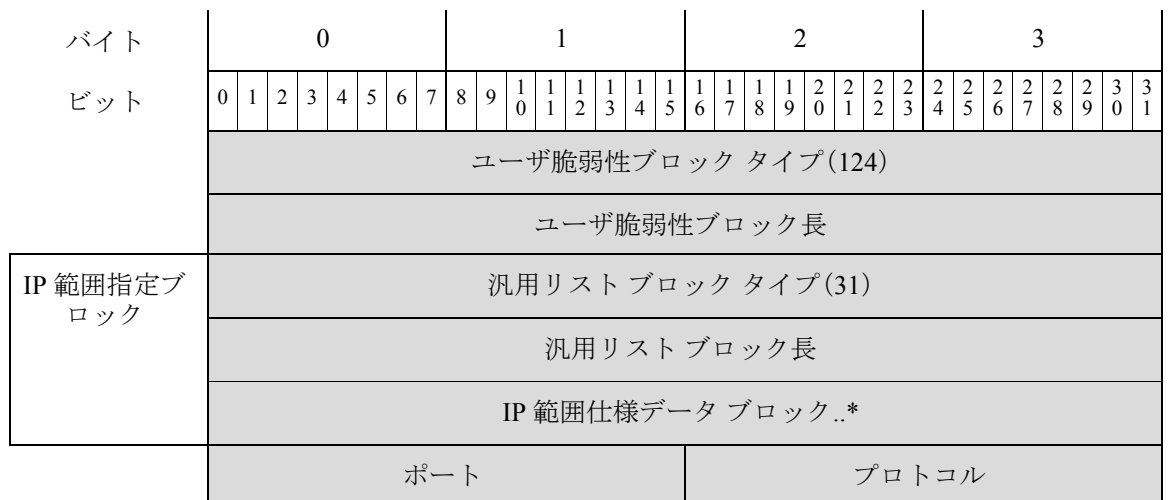 バイト 0 1 2 3
ビット 0 1 2 3 4 5 6 7 8 9 10 11 12 13 14 15 16 17 18 19 20 21 22 23 24 25 26 27 28 29 30 31
ユーザ脆弱性ブロック タイプ(124)
ユーザ脆弱性ブロック長
IP 範囲指定ブ
ロック
汎用リスト ブロック タイプ(31)
汎用リスト ブロック長
IP 範囲仕様データ ブロック..*
ポート プロトコル